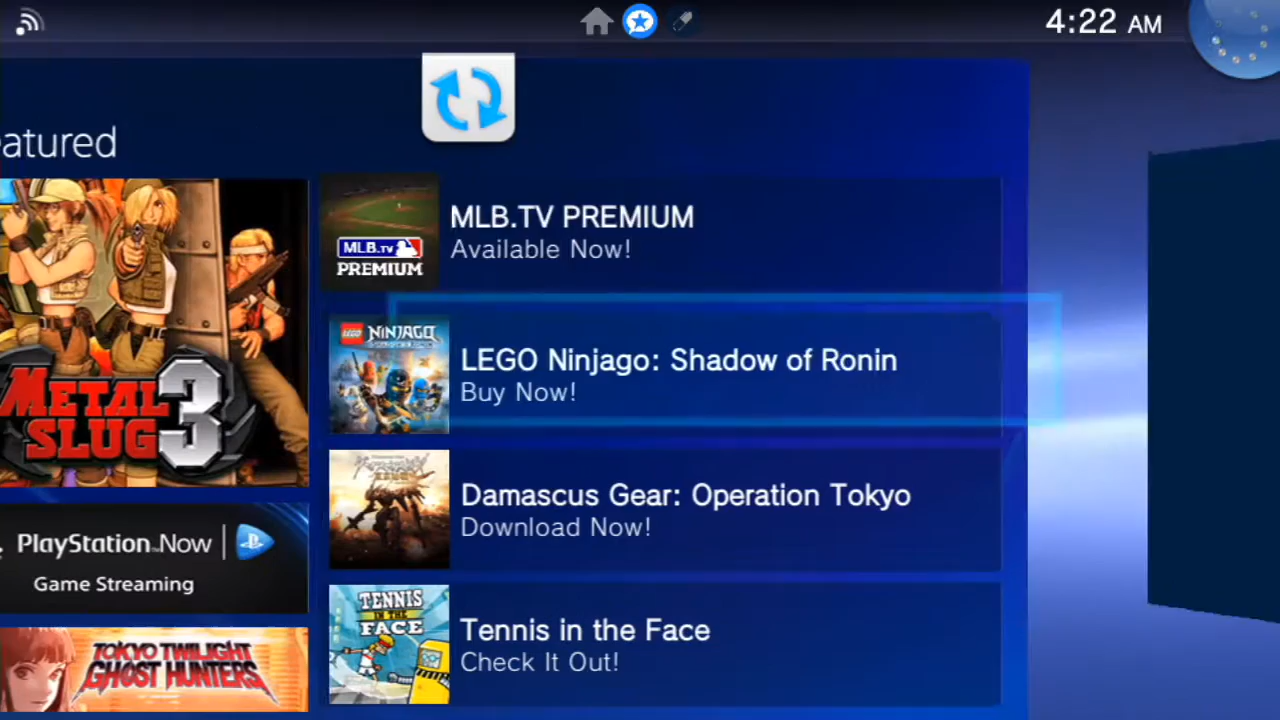 4:22 AM
eatured
MLB.TV PREMIUM
Available Now!
MLB.TV
PREMIUM
LEGO Ninjago: Shadow of Ronin
Buy Now!
LEGO NINJAGO
METAL
SLUG 3
Damascus Gear: Operation Tokyo
Download Now!
PlayStation Now
Game Streaming
Tennis in the Face
Check It Out!
TENNIS
IN THE
FACE
TOKYO TWILIGHT
GHOST HUNTERS